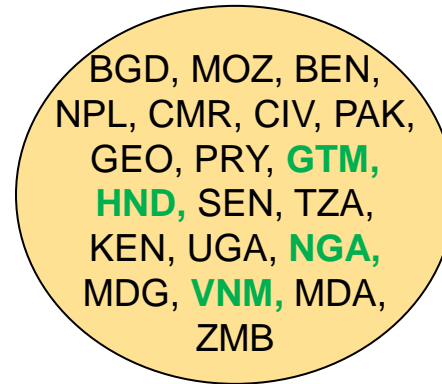 BGD, MOZ, BEN,
NPL, CMR, CIV, PAK,
GEO, PRY, GTM,
HND, SEN, TZA,
KEN, UGA, NGA,
MDG, VNM, MDA,
ZMB